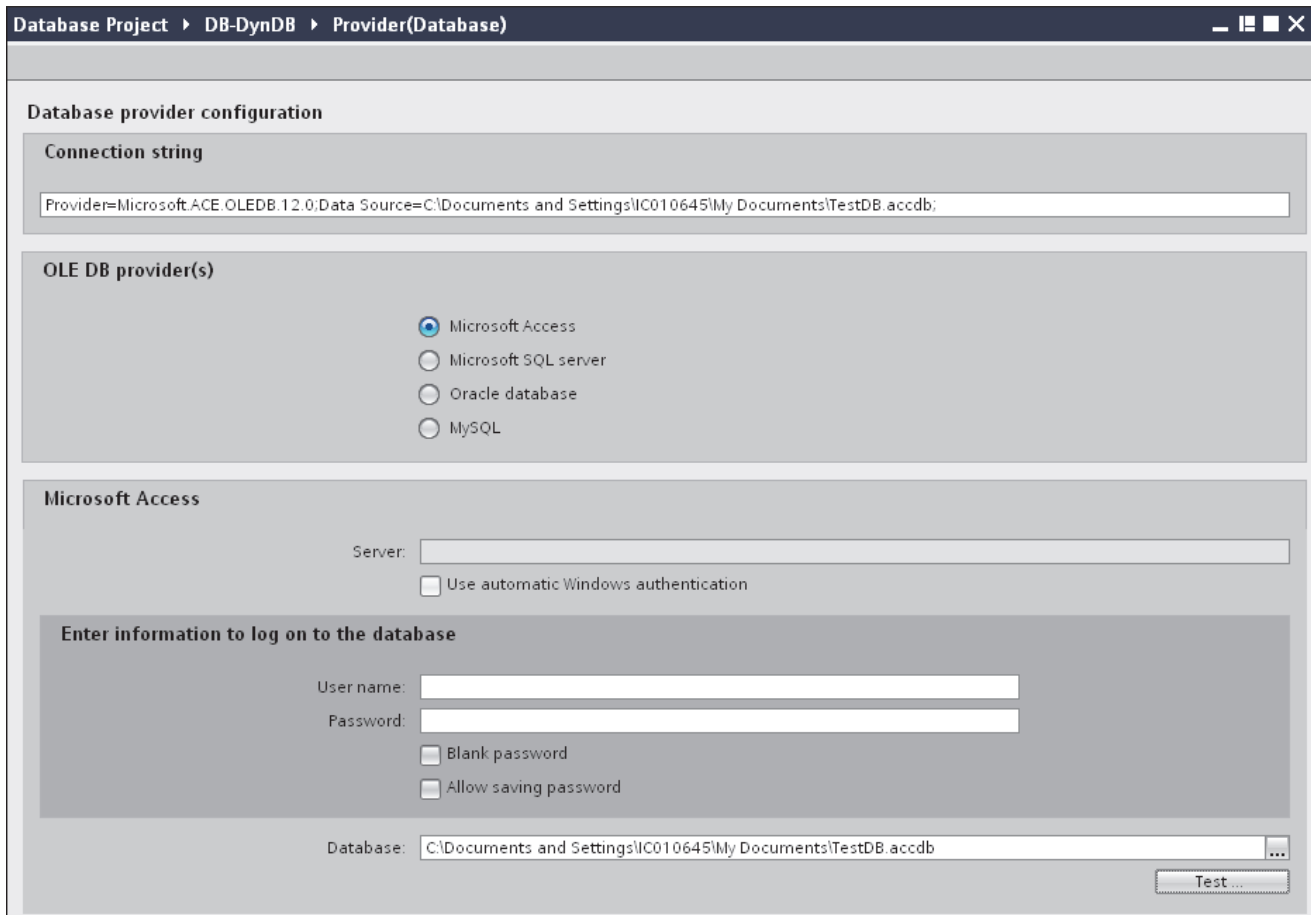 Database Project ▸ DB-DynDB ▸ Provider(Database)
Database provider configuration
Connection string
Provider=Microsoft.ACE.OLEDB.12.0;Data Source=C:\Documents and Settings\IC010645\My Documents\TestDB.accdb;
OLE DB provider(s)
Microsoft Access
Microsoft SQL server
Oracle database
MySQL
Microsoft Access
Server:
Use automatic Windows authentication
Enter information to log on to the database
User name:
Password:
Blank password
Allow saving password
Database: C:\Documents and Settings\IC010645\My Documents\TestDB.accdb ...
Test ...